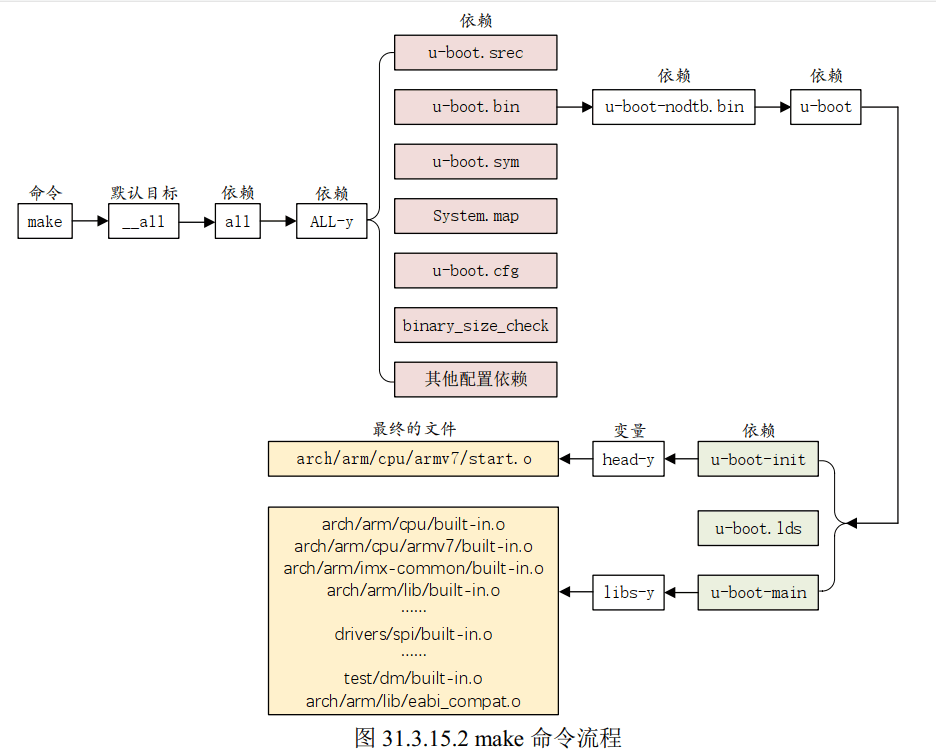 依赖
u-boot.srec
依赖
依赖
u-boot.bin
u-boot-nodtb.bin
u-boot
u-boot.sym
命令
默认目标
依赖
依赖
make
__all
all
ALL-y
System.map
u-boot.cfg
binary_size_check
其他配置依赖
最终的文件
变量
依赖
arch/arm/cpu/armv7/start.o
head-y
u-boot-init
arch/arm/cpu/built-in.o
arch/arm/cpu/armv7/built-in.o
arch/arm/imx-common/built-in.o
arch/arm/lib/built-in.o
……
drivers/spi/built-in.o
……
test/dm/built-in.o
arch/arm/lib/eabi_compat.o
u-boot.lds
libs-y
u-boot-main
图 31.3.15.2 make 命令流程